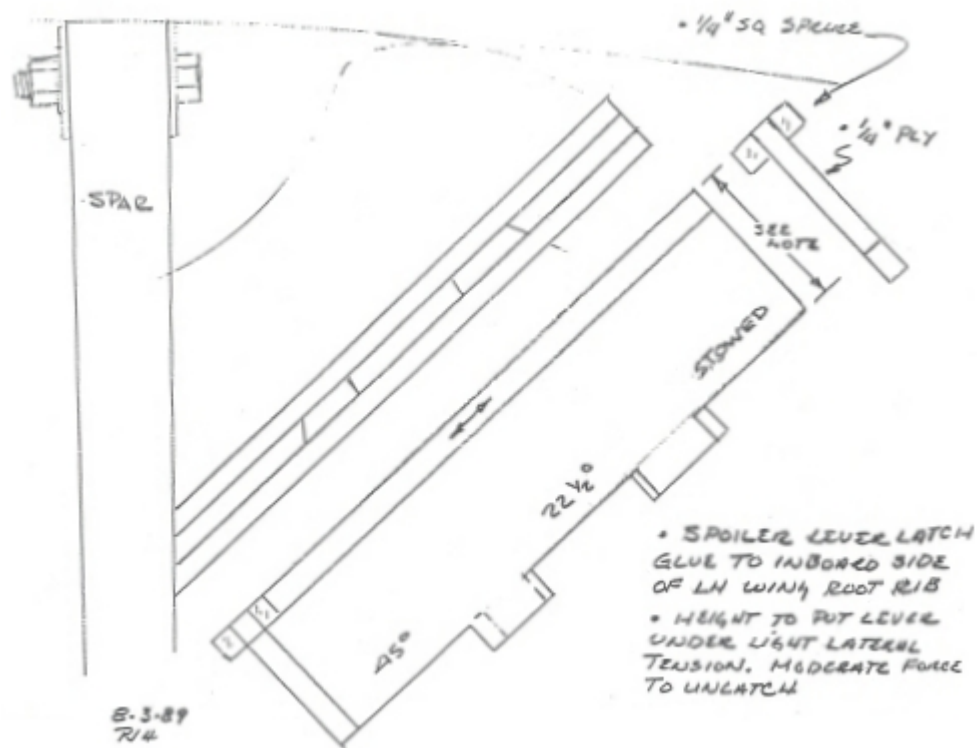 • 1/4" SQ SPRUCE
• 1/4" PLY
SPAR
SEE
NOTE
STOWED
22 1/2°
45°
• SPOILER LEVER LATCH
GLUE TO INBOARD SIDE
OF LH WING ROOT RIB
• HEIGHT TO PUT LEVER
UNDER LIGHT LATERAL
TENSION. MODERATE FORCE
TO UNLATCH
8-3-89